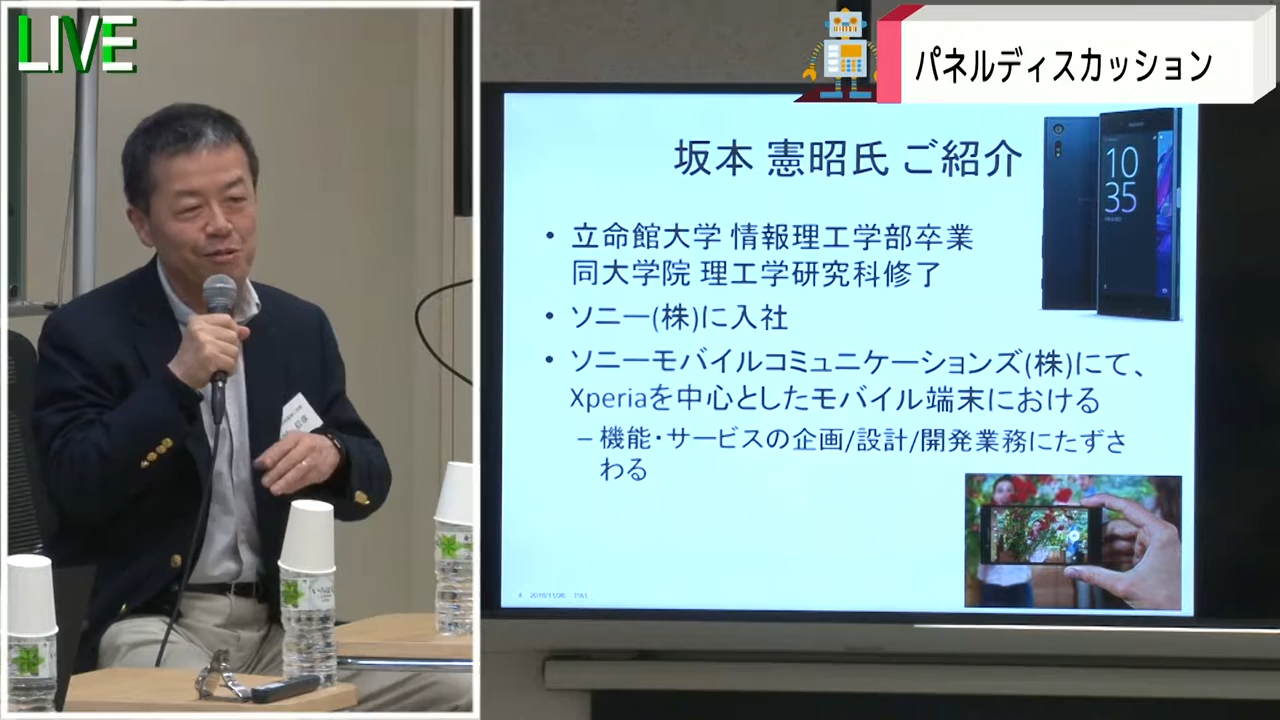 LIVE
パネルディスカッション
坂本 憲昭氏 ご紹介
10
35
• 立命館大学 情報理工学部卒業
同大学院 理工学研究科修了
• ソニー(株)に入社
• ソニーモバイルコミュニケーションズ(株)にて、
Xperiaを中心としたモバイル端末における
– 機能・サービスの企画/設計/開発業務にたずさ
わる